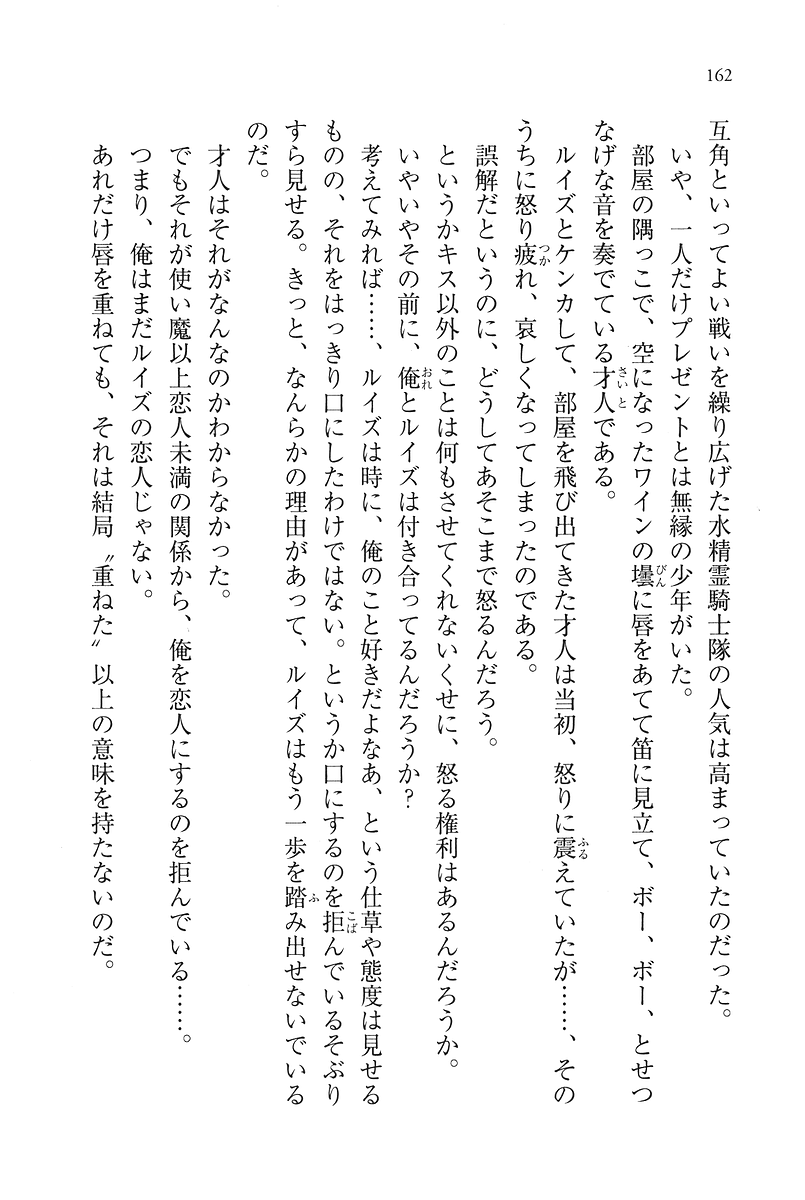 162
互角といってよい戦いを繰り広げた水精霊騎士隊の人気は高まっていたのだった。
いや、一人だけプレゼントとは無縁の少年がいた。
部屋の隅っこで、空になったワインの壜に唇をあてて笛に見立て、ボー、ボー、とせつ
なげな音を奏でている才人である。
ルイズとケンカして、部屋を飛び出てきた才人は当初、怒りに震えていたが……、その
うちに怒り疲れ、哀しくなってしまったのである。
誤解だというのに、どうしてあそこまで怒るんだろう。
というかキス以外のことは何もさせてくれないくせに、怒る権利はあるんだろうか。
いやいやその前に、俺とルイズは付き合ってるんだろうか?
考えてみれば……、ルイズは時に、俺のこと好きだよなあ、という仕草や態度は見せる
ものの、それをはっきり口にしたわけではない。というか口にするのを拒んでいるそぶり
すら見せる。きっと、なんらかの理由があって、ルイズはもう一歩を踏み出せないでいる
のだ。
才人はそれがなんなのかわからなかった。
でもそれが使い魔以上恋人未満の関係から、俺を恋人にするのを拒んでいる……。
つまり、俺はまだルイズの恋人じゃない。
あれだけ唇を重ねても、それは結局〝重ねた〟以上の意味を持たないのだ。